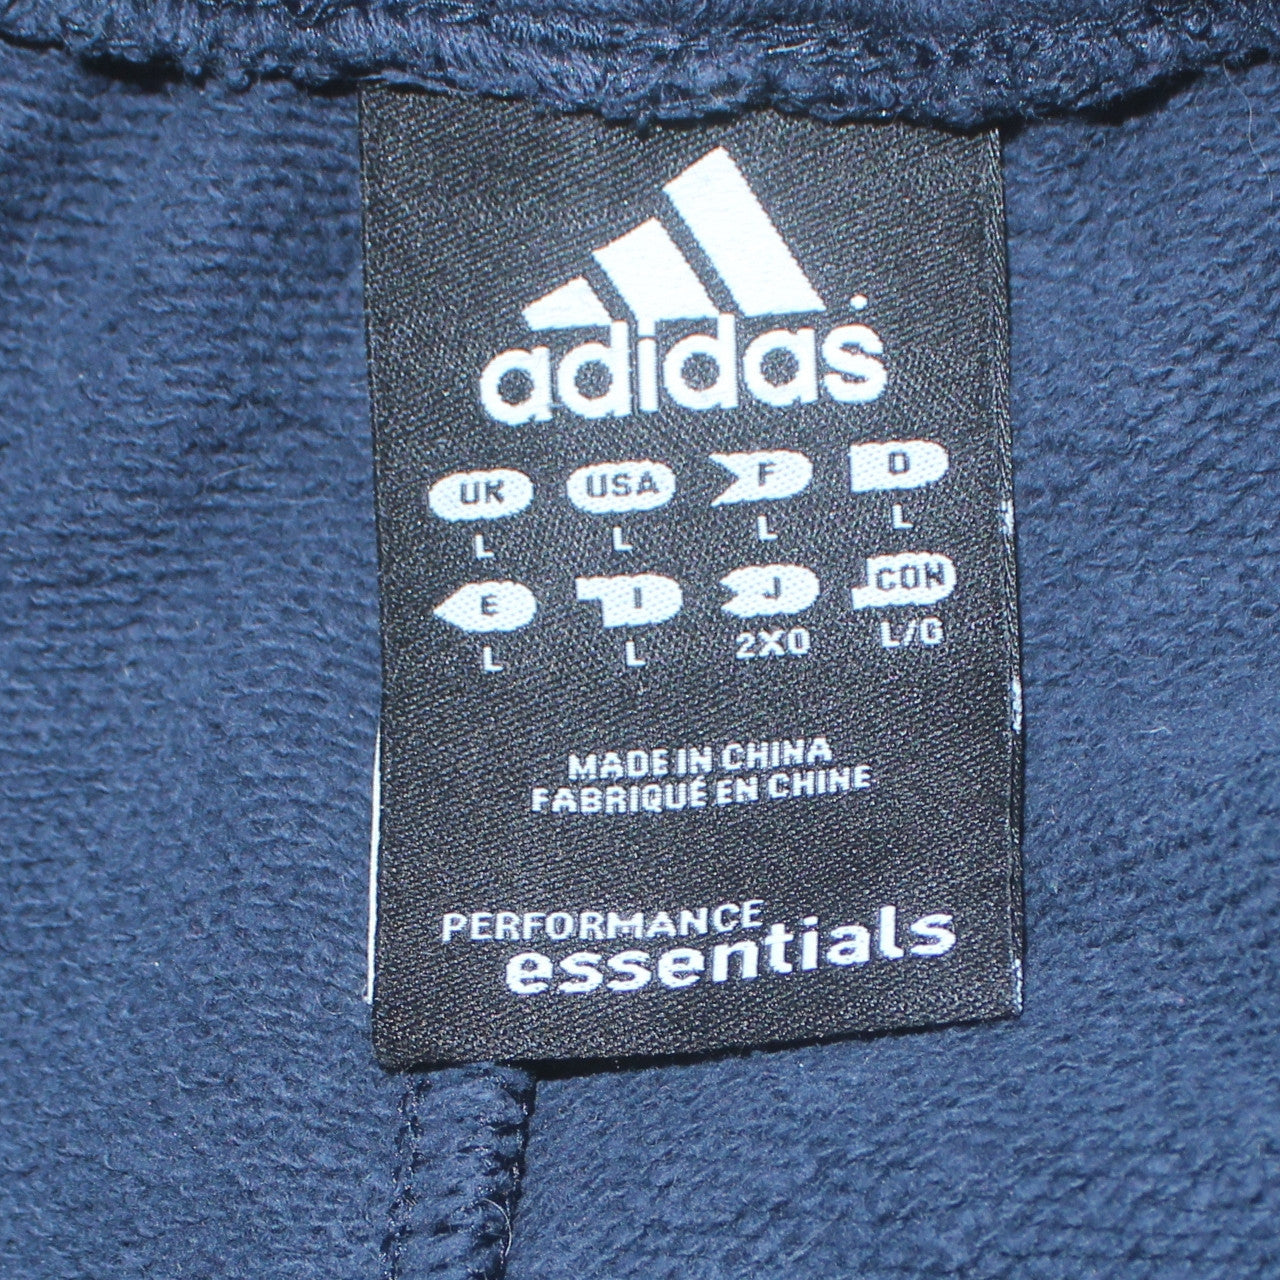 adidas
UK USA F D
L L L L
E I J CON
L L 2XO L/G
MADE IN CHINA
FABRIQUÉ EN CHINE
PERFORMANCE
essentials